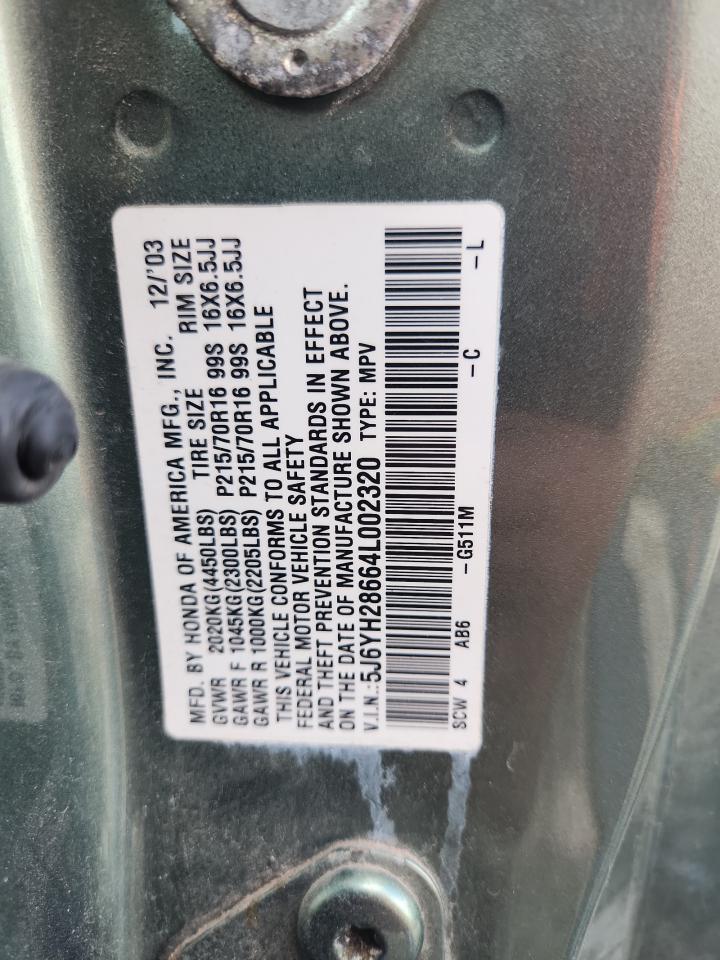 MFD. BY HONDA OF AMERICA MFG., INC. 12/'03
GVWR 2020KG(4450LBS) TIRE SIZE RIM SIZE
GAWR F 1045KG(2300LBS) P215/70R16 99S 16X6.5JJ
GAWR R 1000KG(2205LBS) P215/70R16 99S 16X6.5JJ
THIS VEHICLE CONFORMS TO ALL APPLICABLE
FEDERAL MOTOR VEHICLE SAFETY
AND THEFT PREVENTION STANDARDS IN EFFECT
ON THE DATE OF MANUFACTURE SHOWN ABOVE.
V.I.N.:5J6YH28664L002320 TYPE: MPV
SCW 4 AB6 -G511M -C -L